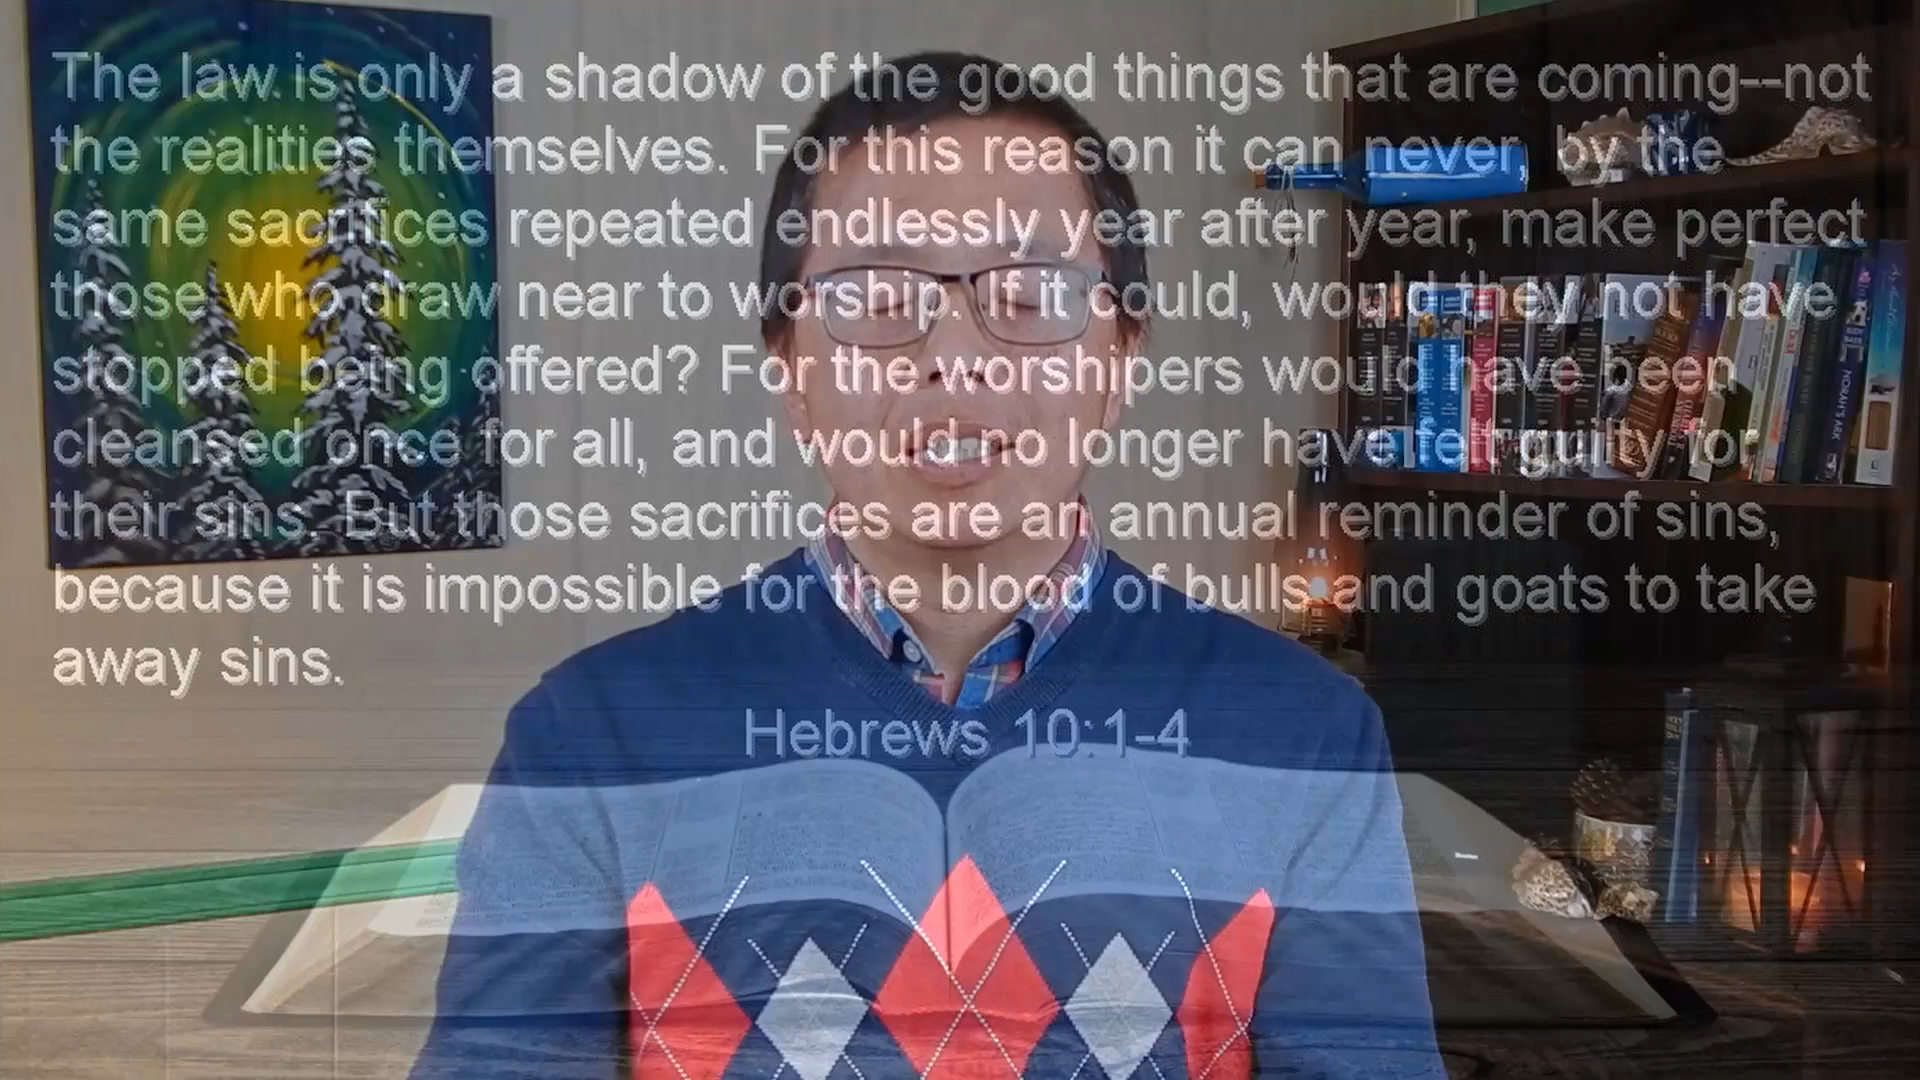 The law is only a shadow of the good things that are coming--not
the realities themselves. For this reason it can never, by the
same sacrifices repeated endlessly year after year, make perfect
those who draw near to worship. If it could, would they not have
stopped being offered? For the worshipers would have been
cleansed once for all, and would no longer have felt guilty for
their sins. But those sacrifices are an annual reminder of sins,
because it is impossible for the blood of bulls and goats to take
away sins.
Hebrews 10:1-4
NOAH'S ARK